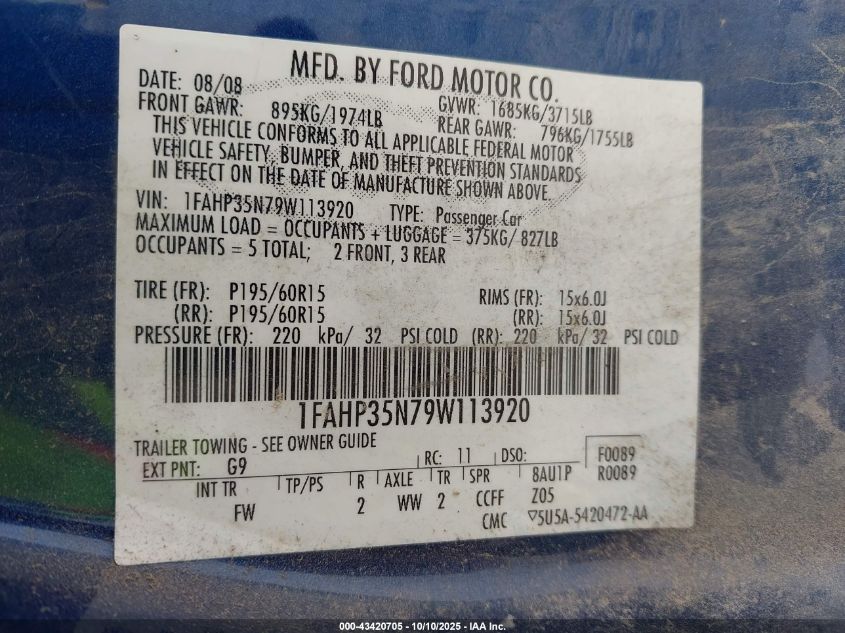 MFD. BY FORD MOTOR CO.
DATE: 08/08 GVWR: 1685KG/3715LB
FRONT GAWR: 895KG/1974LB REAR GAWR: 796KG/1755LB
THIS VEHICLE CONFORMS TO ALL APPLICABLE FEDERAL MOTOR
VEHICLE SAFETY, BUMPER, AND THEFT PREVENTION STANDARDS
IN EFFECT ON THE DATE OF MANUFACTURE SHOWN ABOVE
VIN: 1FAHP35N79W113920 TYPE: Passenger Car
MAXIMUM LOAD = OCCUPANTS + LUGGAGE = 375KG/ 827LB
OCCUPANTS = 5 TOTAL; 2 FRONT, 3 REAR
TIRE (FR): P195/60R15 RIMS (FR): 15x6.0J
(RR): P195/60R15 (RR): 15x6.0J
PRESSURE (FR): 220 kPa/ 32 PSI COLD (RR): 220 kPa/ 32 PSI COLD
1FAHP35N79W113920
TRAILER TOWING - SEE OWNER GUIDE
EXT PNT: G9 RC: 11 DSO: F0089
INT TR TP/PS R AXLE TR SPR 8AU1P R0089
FW 2 WW 2 CCFF Z05
CMC ▽5U5A-5420472-AA
000-43420705 - 10/10/2025 - IAA Inc.